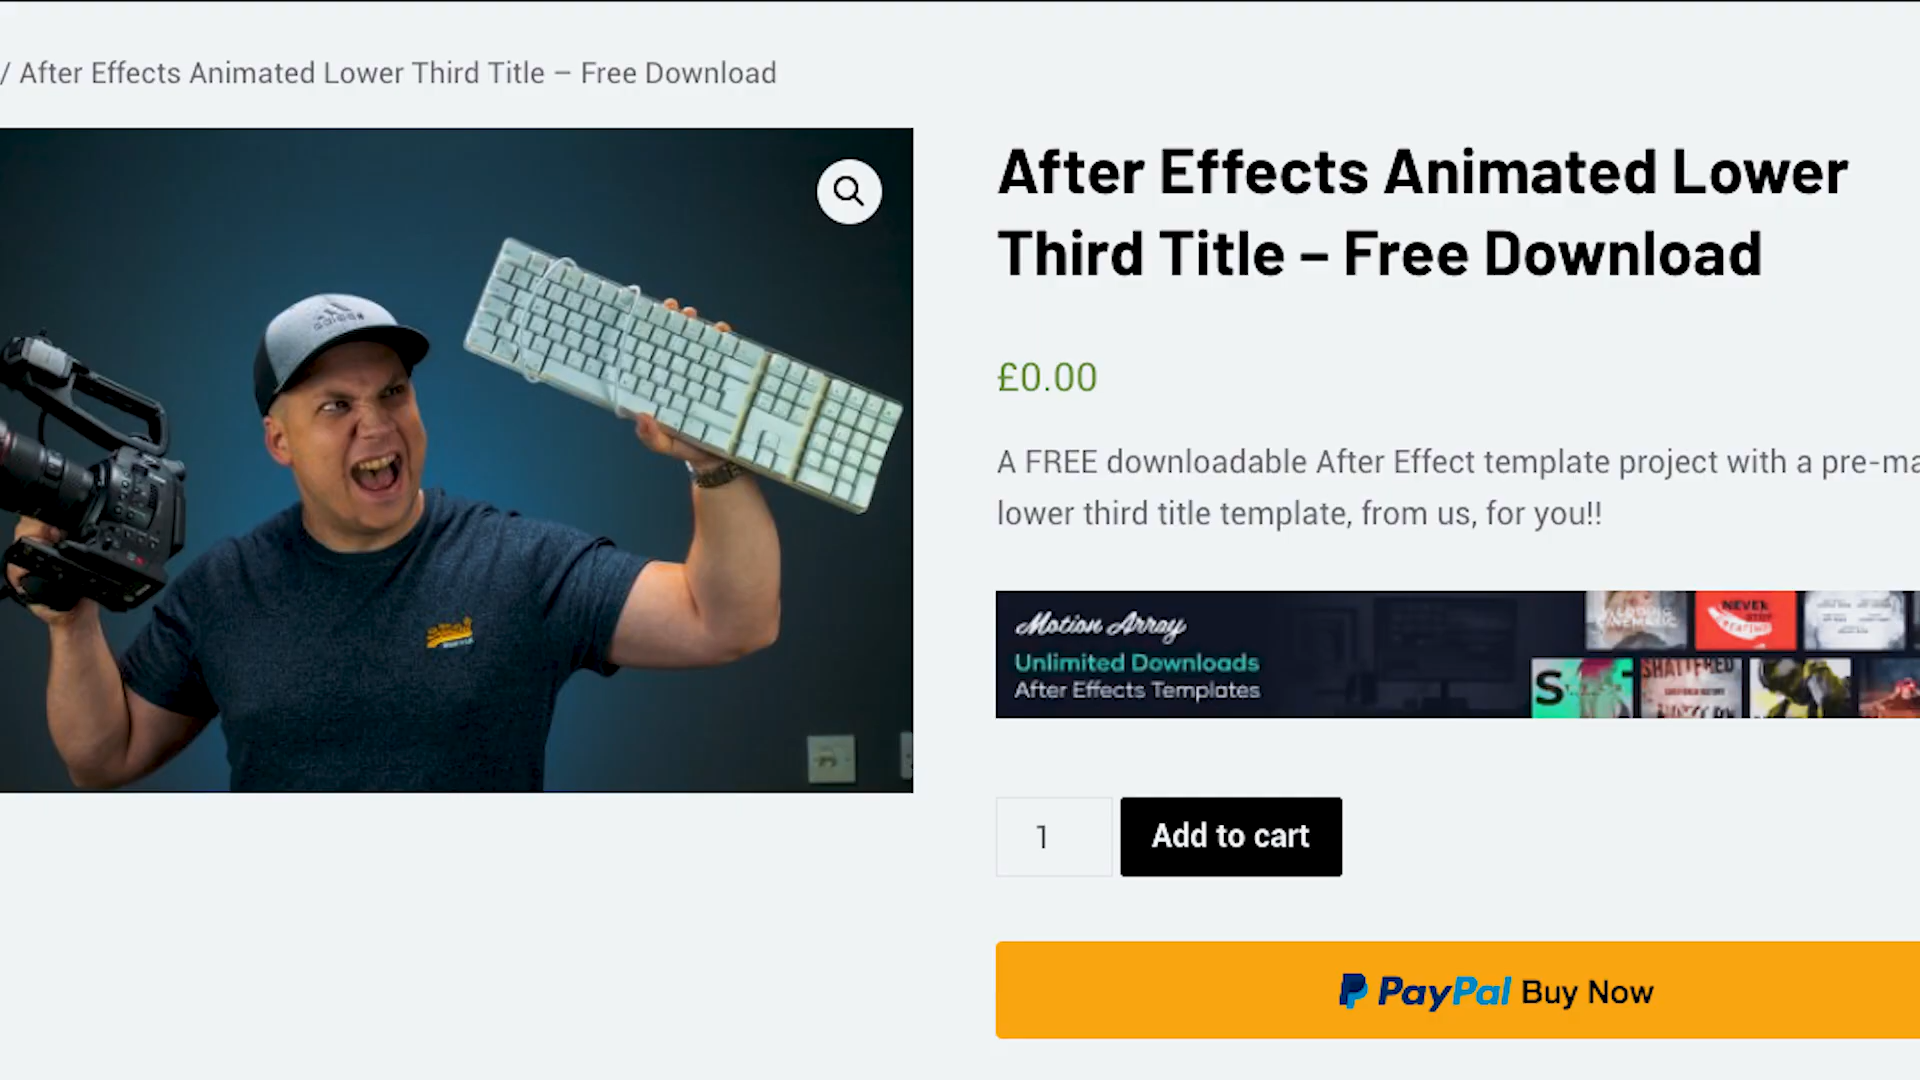 / After Effects Animated Lower Third Title – Free Download
adidas
After Effects Animated Lower
Third Title – Free Download
£0.00
A FREE downloadable After Effect template project with a pre-ma
lower third title template, from us, for you!!
Motion Array
Unlimited Downloads
After Effects Templates
NEVER
SHATTERED
1
Add to cart
PayPal Buy Now